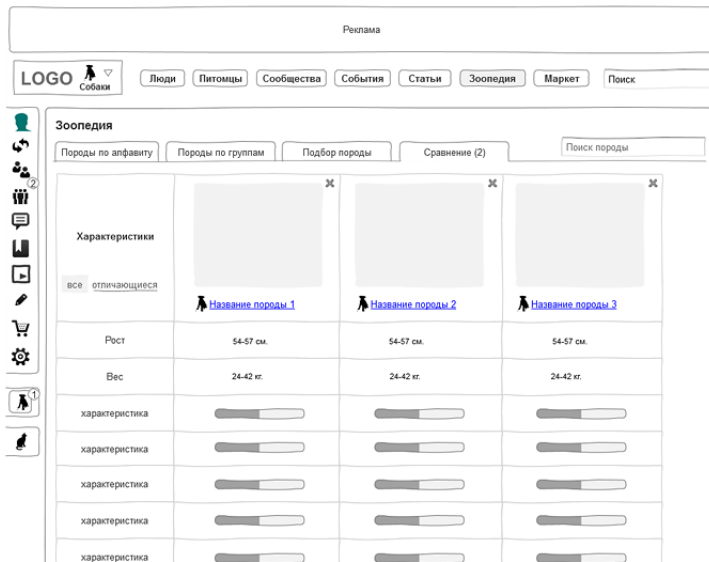 Реклама
LOGO
Собаки
Люди
Питомцы
Сообщества
События
Статьи
Зоопедия
Маркет
Поиск
Зоопедия
Породы по алфавиту
Породы по группам
Подбор породы
Сравнение (2)
Поиск породы
2
1
Характеристики
все отличающиеся
Название породы 1
Название породы 2
Название породы 3
Рост 54-57 см. 54-57 см. 54-57 см.
Вес 24-42 кг. 24-42 кг. 24-42 кг.
характеристика
характеристика
характеристика
характеристика
характеристика